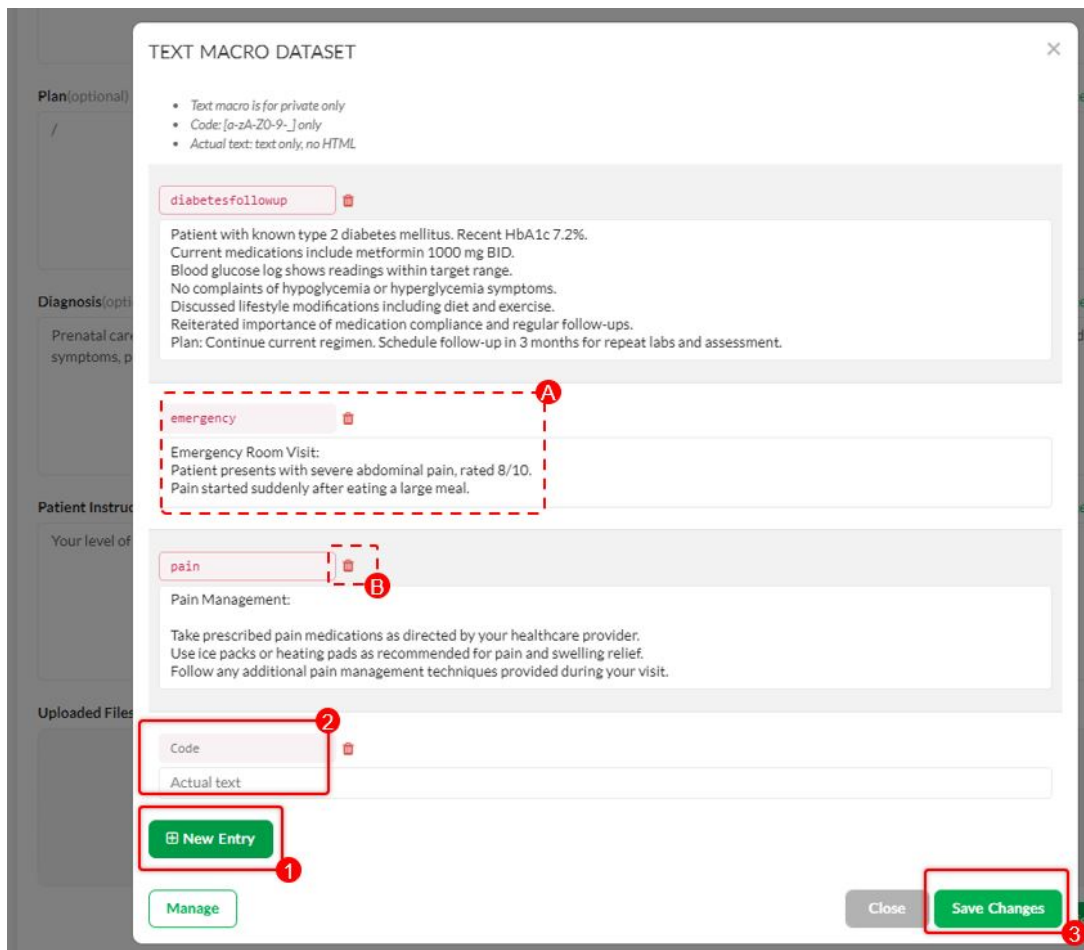 TEXT MACRO DATASET
×
Plan(optional)
/
• Text macro is for private only
• Code: [a-zA-Z0-9-_] only
• Actual text: text only, no HTML
diabetesfollowup
Patient with known type 2 diabetes mellitus. Recent HbA1c 7.2%.
Current medications include metformin 1000 mg BID.
Blood glucose log shows readings within target range.
No complaints of hypoglycemia or hyperglycemia symptoms.
Discussed lifestyle modifications including diet and exercise.
Reiterated importance of medication compliance and regular follow-ups.
Plan: Continue current regimen. Schedule follow-up in 3 months for repeat labs and assessment.
Diagnosis(opti
Prenatal care
symptoms, p
A
emergency
Emergency Room Visit:
Patient presents with severe abdominal pain, rated 8/10.
Pain started suddenly after eating a large meal.
Patient Instruc
Your level of
pain
B
Pain Management:
Take prescribed pain medications as directed by your healthcare provider.
Use ice packs or heating pads as recommended for pain and swelling relief.
Follow any additional pain management techniques provided during your visit.
Uploaded Files
2
Code
Actual text
New Entry
1
Manage
Close
Save Changes
3